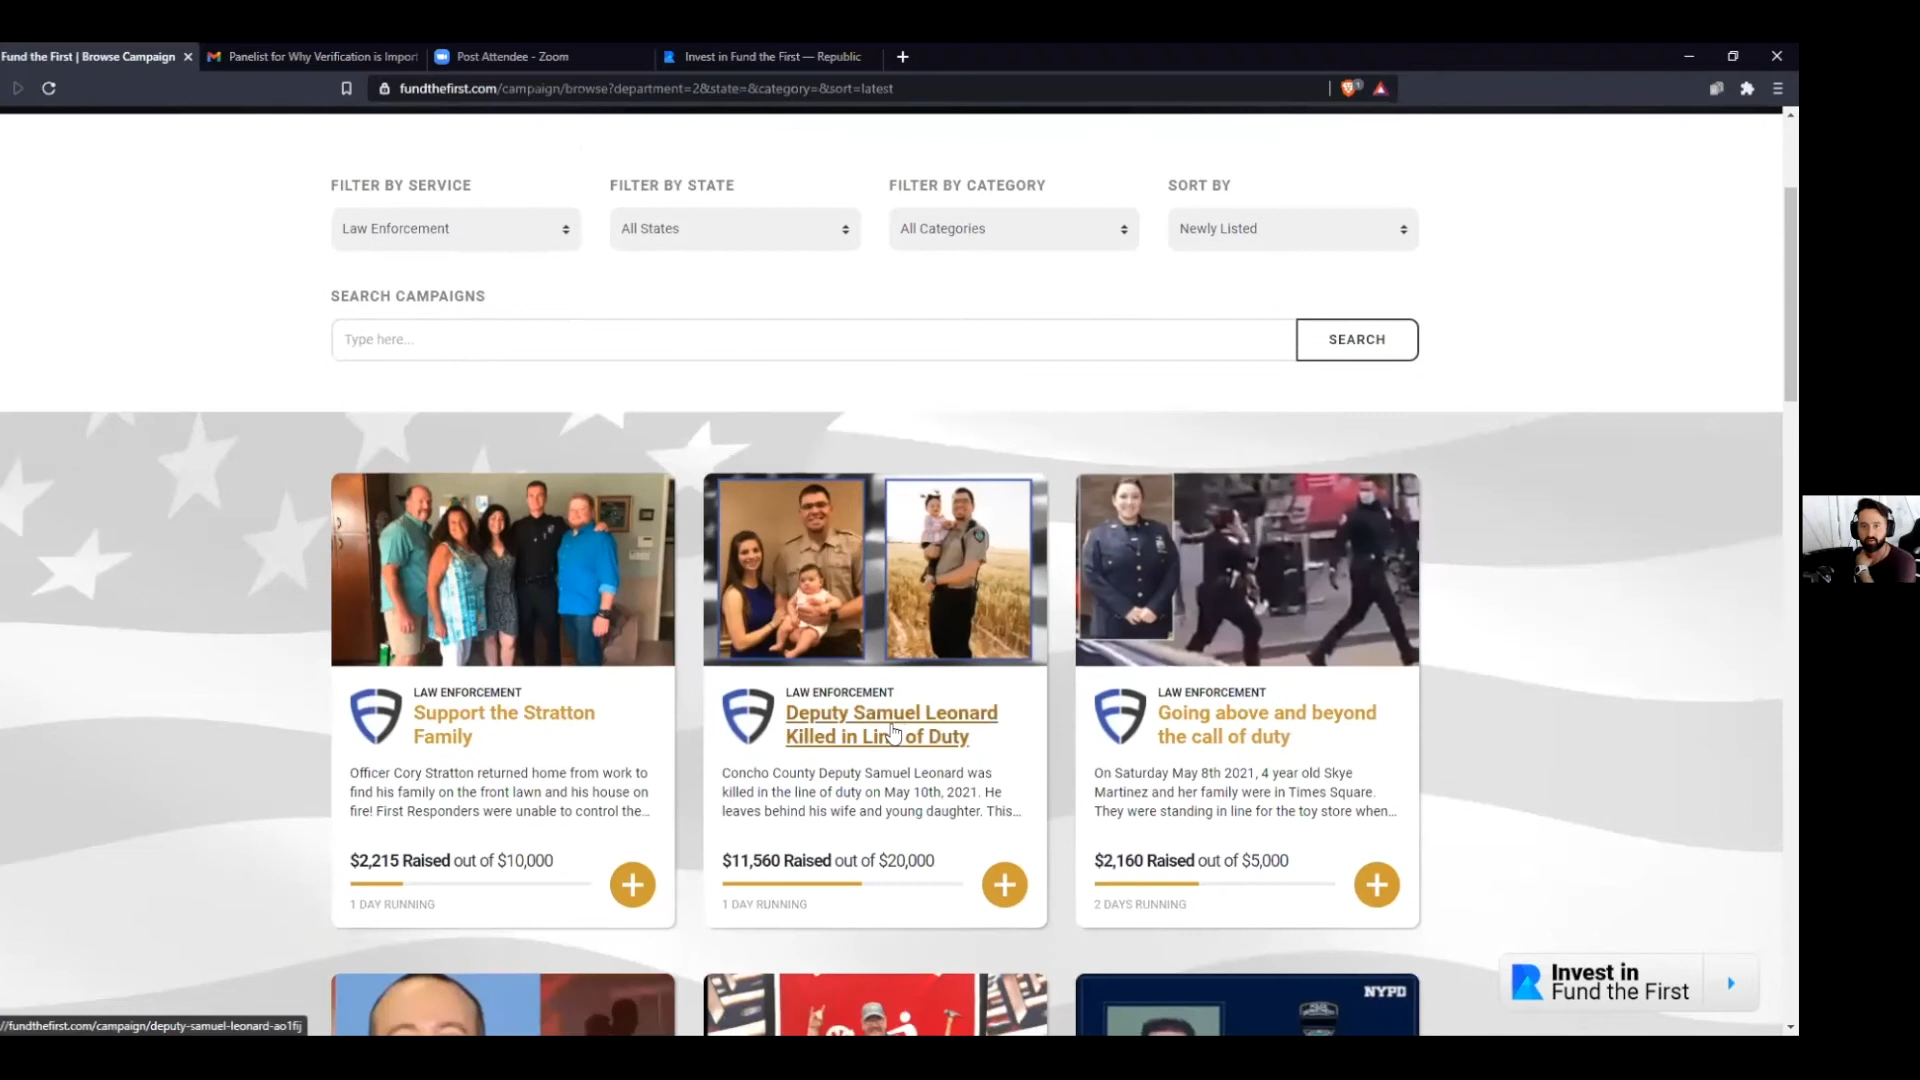 Fund the First | Browse Campaign
Panelist for Why Verification is Impor
Post Attendee - Zoom
Invest in Fund the First — Republic
fundthefirst.com/campaign/browse?department=2&state=&category=&sort=latest
FILTER BY SERVICE
FILTER BY STATE
FILTER BY CATEGORY
SORT BY
Law Enforcement
All States
All Categories
Newly Listed
SEARCH CAMPAIGNS
Type here...
SEARCH
LAW ENFORCEMENT
Support the Stratton
Family
Officer Cory Stratton returned home from work to
find his family on the front lawn and his house on
fire! First Responders were unable to control the...
$2,215 Raised out of $10,000
1 DAY RUNNING
LAW ENFORCEMENT
Deputy Samuel Leonard
Killed in Line of Duty
Concho County Deputy Samuel Leonard was
killed in the line of duty on May 10th, 2021. He
leaves behind his wife and young daughter. This...
$11,560 Raised out of $20,000
1 DAY RUNNING
LAW ENFORCEMENT
Going above and beyond
the call of duty
On Saturday May 8th 2021, 4 year old Skye
Martinez and her family were in Times Square.
They were standing in line for the toy store when...
$2,160 Raised out of $5,000
2 DAYS RUNNING
NYPD
Invest in
Fund the First
//fundthefirst.com/campaign/deputy-samuel-leonard-ao1fij